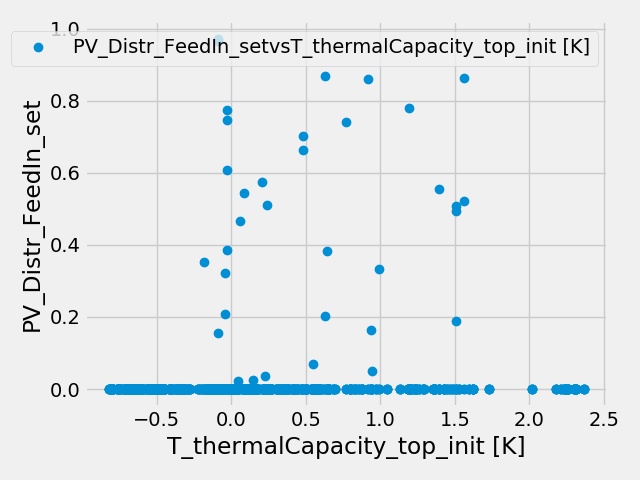 1.0
PV_Distr_FeedIn_setvsT_thermalCapacity_top_init [K]
0.8
0.6
0.4
0.2
0.0
PV_Distr_FeedIn_set
−0.5 0.0 0.5 1.0 1.5 2.0 2.5
T_thermalCapacity_top_init [K]